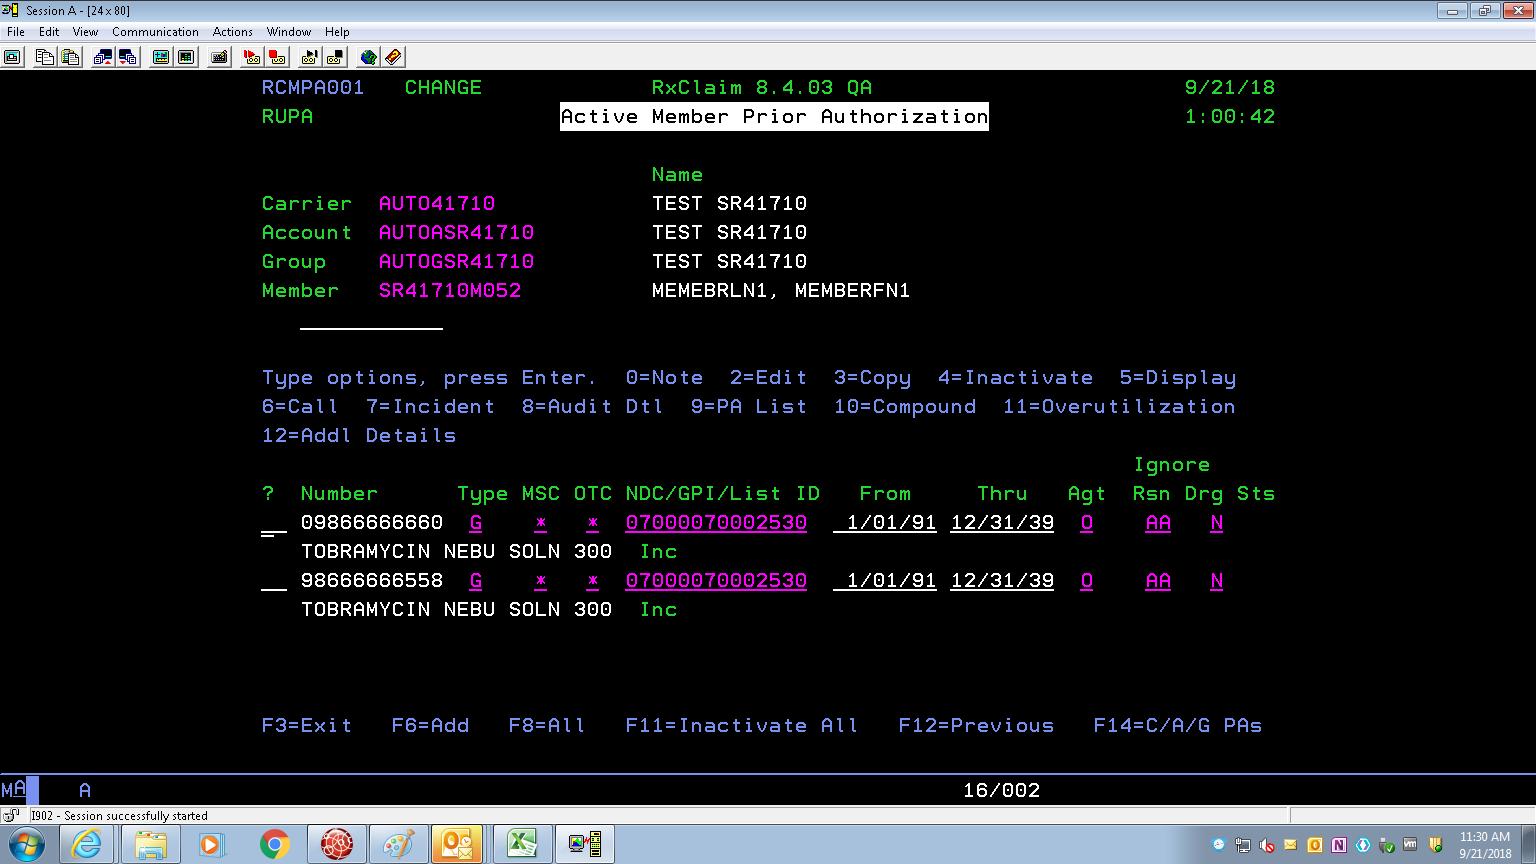 Session A - [24 x 80]
File Edit View Communication Actions Window Help
RCMPA001 CHANGE RxClaim 8.4.03 QA 9/21/18
RUPA Active Member Prior Authorization 1:00:42
Name
Carrier AUTO41710 TEST SR41710
Account AUTOASR41710 TEST SR41710
Group AUTOGSR41710 TEST SR41710
Member SR41710M052 MEMEBRLN1, MEMBERFN1
Type options, press Enter. 0=Note 2=Edit 3=Copy 4=Inactivate 5=Display
6=Call 7=Incident 8=Audit Dtl 9=PA List 10=Compound 11=Overutilization
12=Addl Details
Ignore
? Number Type MSC OTC NDC/GPI/List ID From Thru Agt Rsn Drg Sts
09866666660 G * * 07000070002530 1/01/91 12/31/39 O AA N
TOBRAMYCIN NEBU SOLN 300 Inc
98666666558 G * * 07000070002530 1/01/91 12/31/39 O AA N
TOBRAMYCIN NEBU SOLN 300 Inc
F3=Exit F6=Add F8=All F11=Inactivate All F12=Previous F14=C/A/G PAs
MA A 16/002
I902 - Session successfully started
11:30 AM
9/21/2018